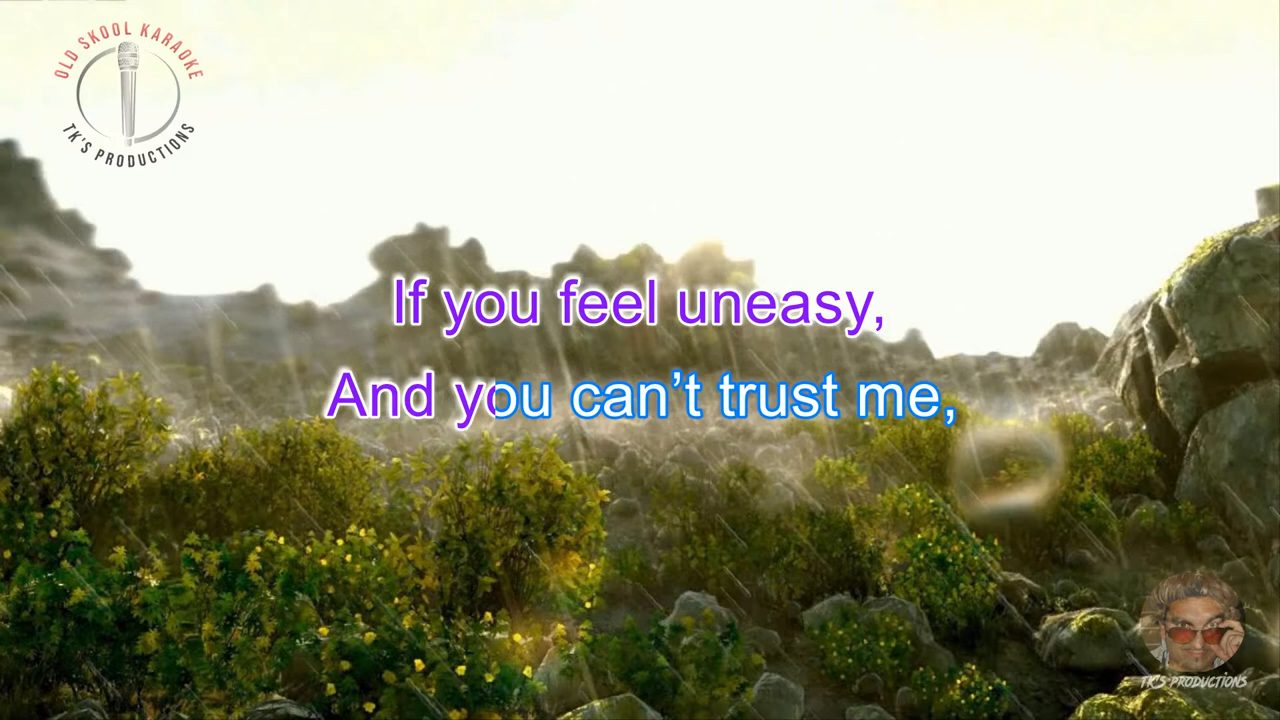 OLD SKOOL KARAOKE
TK'S PRODUCTIONS
If you feel uneasy,
And you can’t trust me,
TK'S PRODUCTIONS